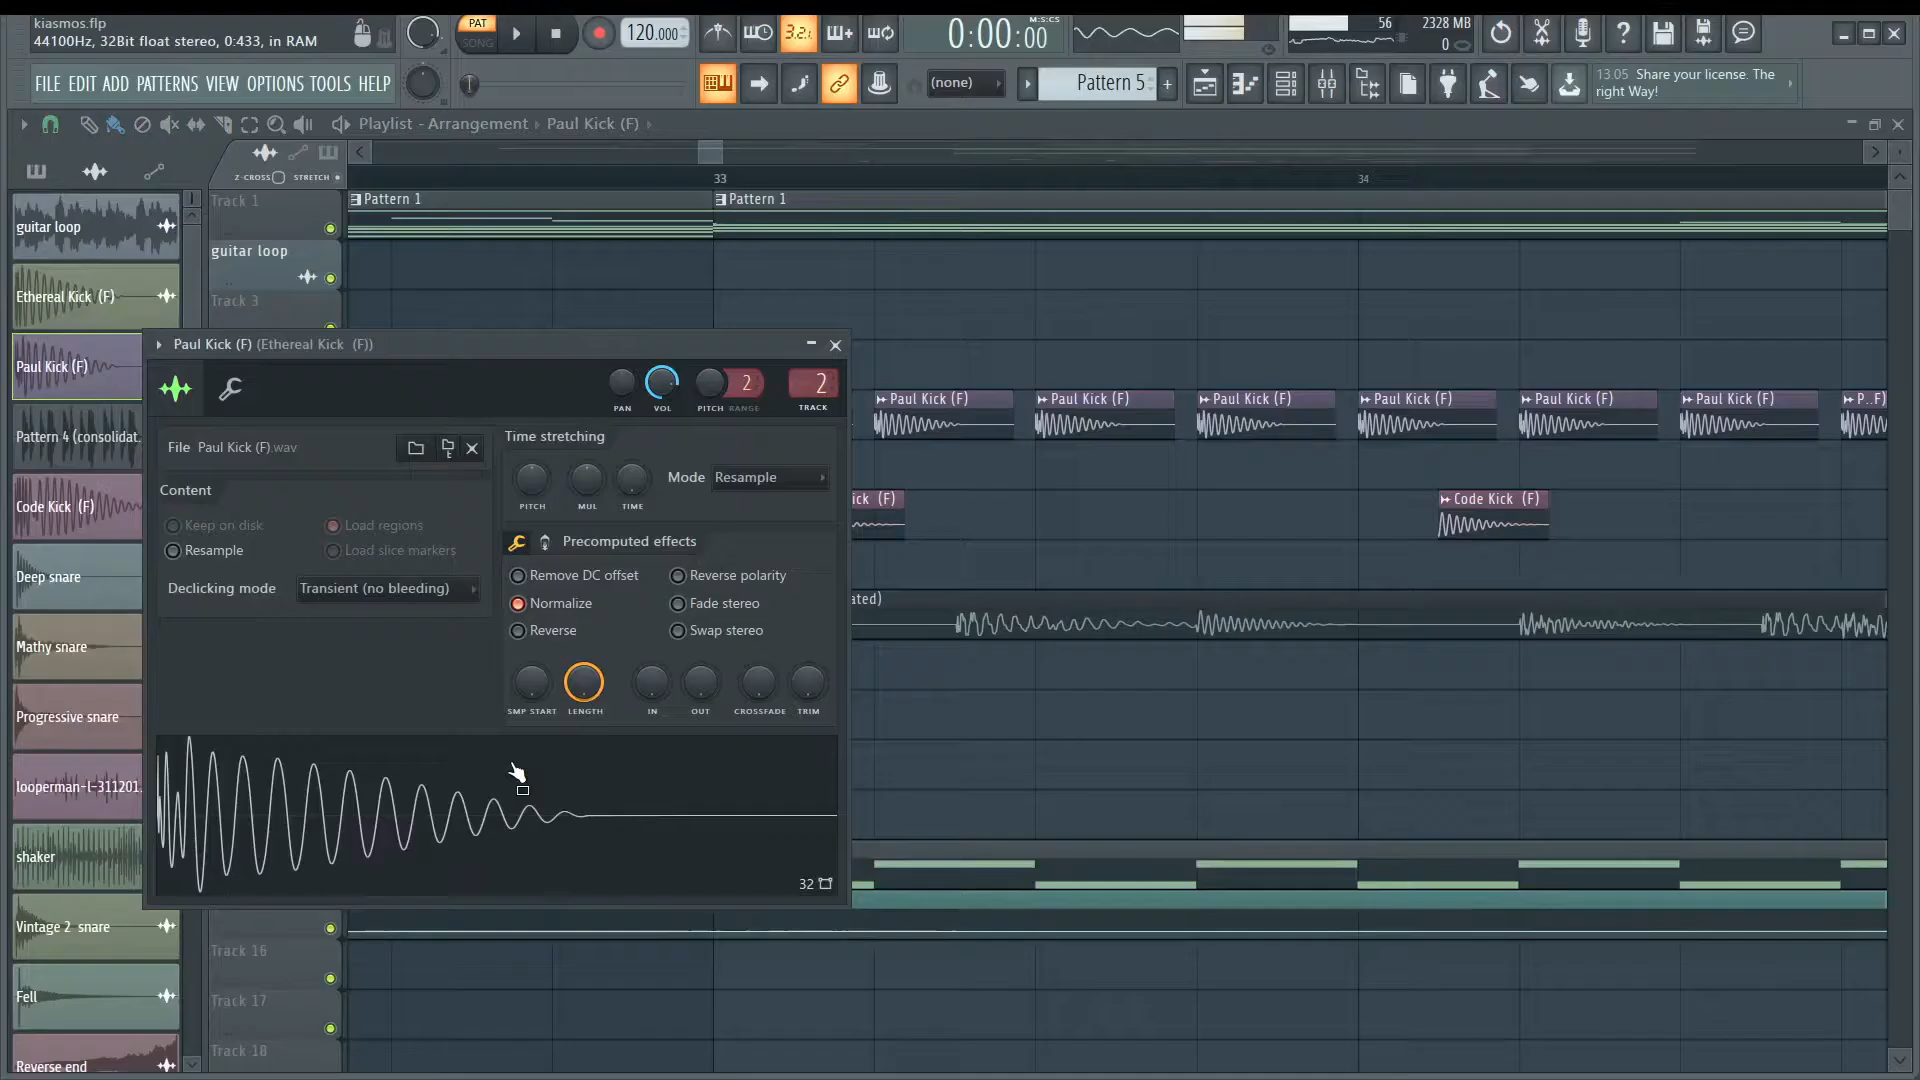 kiasmos.flp
44100Hz, 32Bit float stereo, 0:433, in RAM
PAT
SONG
120.000
3.2.
0:00:00
M:S:CS
56
2328 MB
0
FILE EDIT ADD PATTERNS VIEW OPTIONS TOOLS HELP
(none)
Pattern 5
13.05 Share your license. The
right Way!
Playlist - Arrangement
Paul Kick (F)
Z-CROSS
STRETCH
33
34
guitar loop
Ethereal Kick (F)
Paul Kick (F)
Pattern 4 (consolidat.
Code Kick (F)
Deep snare
Mathy snare
Progressive snare
looperman-l-311201.
shaker
Vintage 2 snare
Fell
Reverse end
Track 1
Pattern 1
Pattern 1
guitar loop
Track 3
Paul Kick (F)
Paul Kick (F)
Paul Kick (F)
Paul Kick (F)
Paul Kick (F)
Paul Kick (F)
P..F)
ick (F)
Code Kick (F)
ated)
Track 16
Track 17
Track 18
Paul Kick (F) (Ethereal Kick (F))
PAN
VOL
PITCH
2
RANGE
2
TRACK
File Paul Kick (F).wav
Content
Keep on disk
Load regions
Resample
Load slice markers
Declicking mode
Transient (no bleeding)
Time stretching
PITCH
MUL
TIME
Mode
Resample
Precomputed effects
Remove DC offset
Reverse polarity
Normalize
Fade stereo
Reverse
Swap stereo
SMP START
LENGTH
IN
OUT
CROSSFADE
TRIM
32